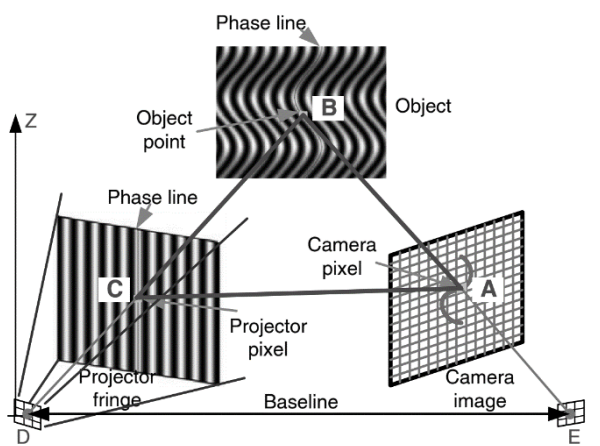 Phase line
Z
B
Object
Object
point
Phase line
Camera
pixel
C
A
Projector
pixel
Projector
fringe
Camera
image
Baseline
D
E